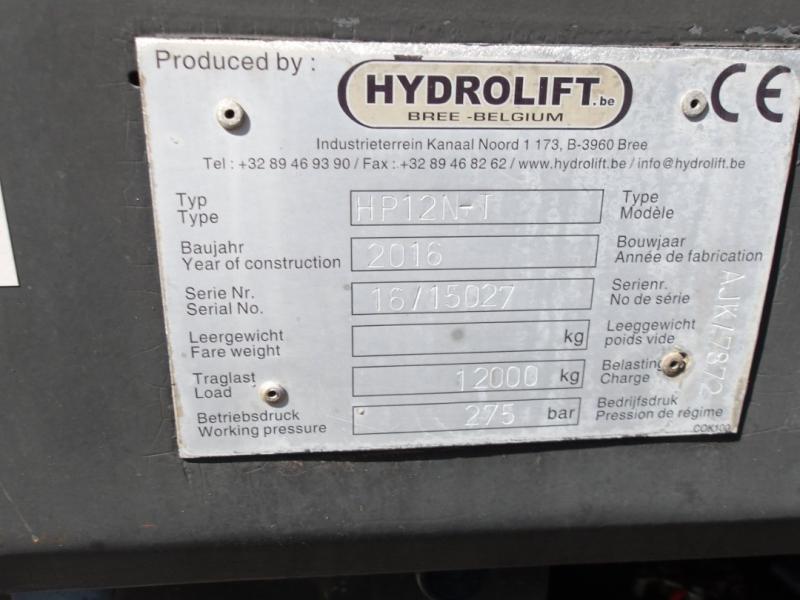 Produced by :
HYDROLIFT.be
BREE -BELGIUM
CE
Industrieterrein Kanaal Noord 1 173, B-3960 Bree
Tel : +32 89 46 93 90 / Fax : +32 89 46 82 62 / www.hydrolift.be / info@hydrolift.be
Typ HP12N-T Type
Type Modèle
Baujahr 2016 Bouwjaar
Year of construction Année de fabrication
Serie Nr. 16/15027 Serienr.
Serial No. No de série
Leergewicht kg Leeggewicht
Fare weight poids vide
Traglast 12000 kg Belasting
Load Charge
Betriebsdruck 275 bar Bedrijfsdruk
Working pressure Pression de régime
COK100
AJK/7872